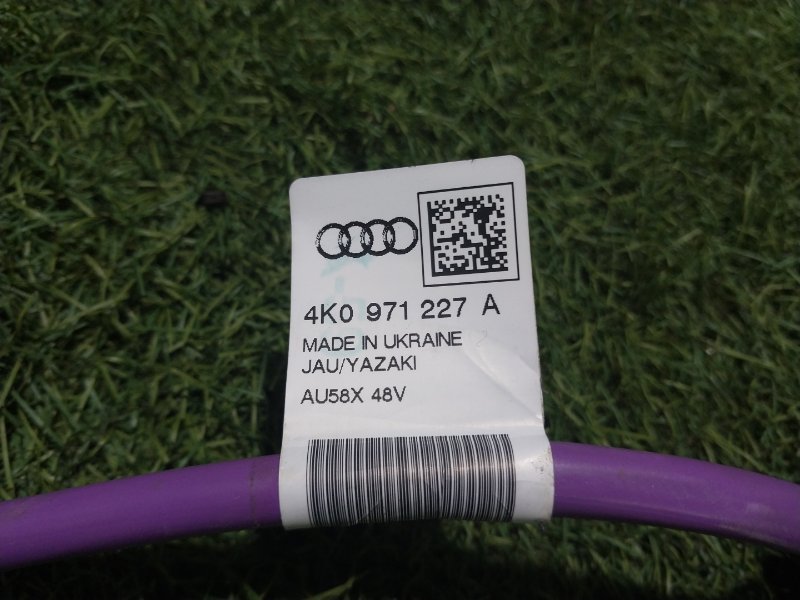 4K0 971 227 A
MADE IN UKRAINE
JAU/YAZAKI
AU58X 48V